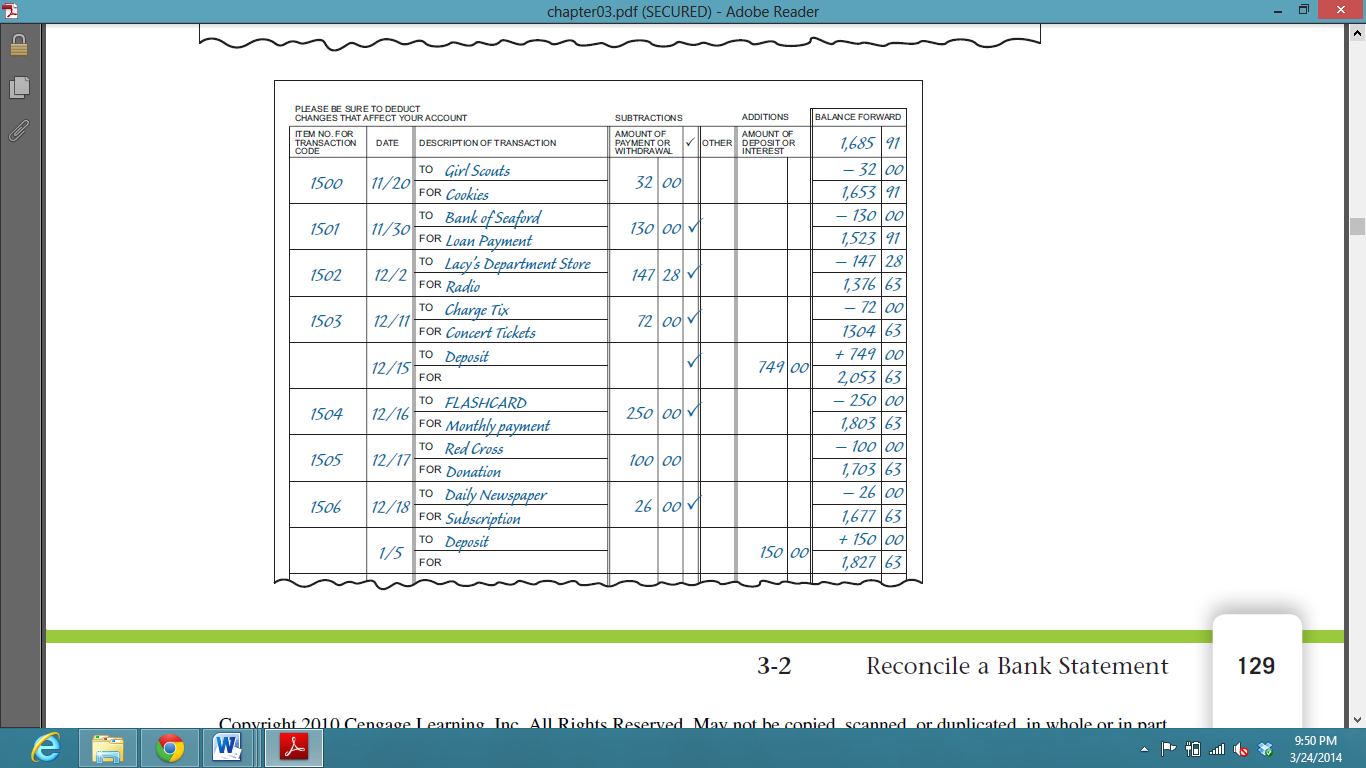 chapter03.pdf (SECURED) - Adobe Reader
PLEASE BE SURE TO DEDUCT
CHANGES THAT AFFECT YOUR ACCOUNT SUBTRACTIONS ADDITIONS BALANCE FORWARD
ITEM NO. FOR TRANSACTION CODE DATE DESCRIPTION OF TRANSACTION AMOUNT OF PAYMENT OR WITHDRAWAL ✓ OTHER AMOUNT OF DEPOSIT OR INTEREST 1,685 91
1500 11/20 TO Girl Scouts 32 00 – 32 00
FOR Cookies 1,653 91
1501 11/30 TO Bank of Seaford 130 00 ✓ – 130 00
FOR Loan Payment 1,523 91
1502 12/2 TO Lacy's Department Store 147 28 ✓ – 147 28
FOR Radio 1,376 63
1503 12/11 TO Charge Tix 72 00 ✓ – 72 00
FOR Concert Tickets 1304 63
12/15 TO Deposit ✓ 749 00 + 749 00
FOR 2,053 63
1504 12/16 TO FLASHCARD 250 00 ✓ – 250 00
FOR Monthly payment 1,803 63
1505 12/17 TO Red Cross 100 00 – 100 00
FOR Donation 1,703 63
1506 12/18 TO Daily Newspaper 26 00 ✓ – 26 00
FOR Subscription 1,677 63
1/5 TO Deposit 150 00 + 150 00
FOR 1,827 63
3-2 Reconcile a Bank Statement 129
Copyright 2010 Cengage Learning, Inc. All Rights Reserved. May not be copied, scanned, or duplicated, in whole or in part
9:50 PM
3/24/2014